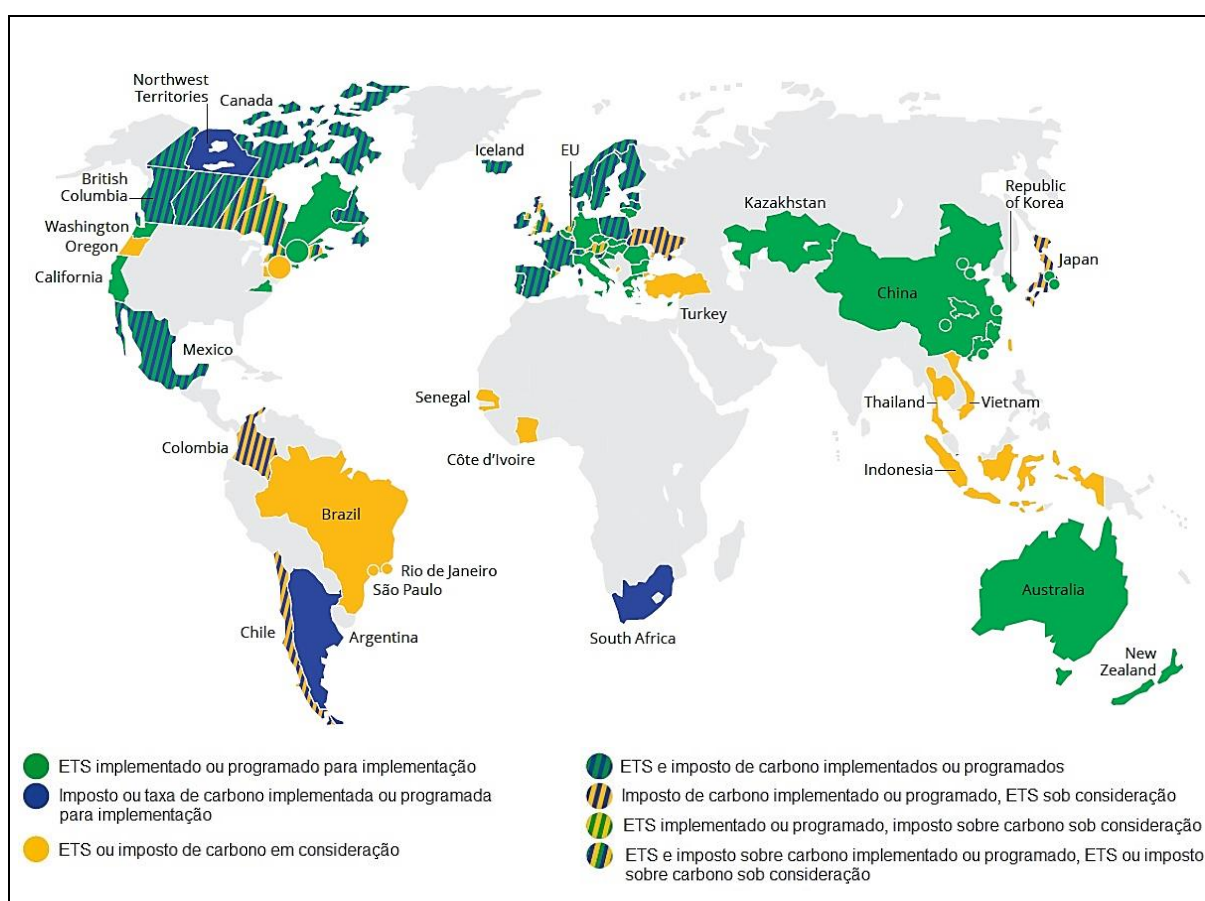 Northwest
Territories
Canada
Iceland
EU
British
Columbia
Washington
Oregon
California
Kazakhstan
Republic
of Korea
Japan
China
Turkey
Mexico
Senegal
Thailand
Vietnam
Colombia
Côte d'Ivoire
Indonesia
Brazil
Rio de Janeiro
São Paulo
Australia
Chile
Argentina
South Africa
New
Zealand
ETS implementado ou programado para implementação
Imposto ou taxa de carbono implementada ou programada
para implementação
ETS ou imposto de carbono em consideração
ETS e imposto de carbono implementados ou programados
Imposto de carbono implementado ou programado, ETS sob consideração
ETS implementado ou programado, imposto sobre carbono sob consideração
ETS e imposto sobre carbono implementado ou programado, ETS ou imposto
sobre carbono sob consideração